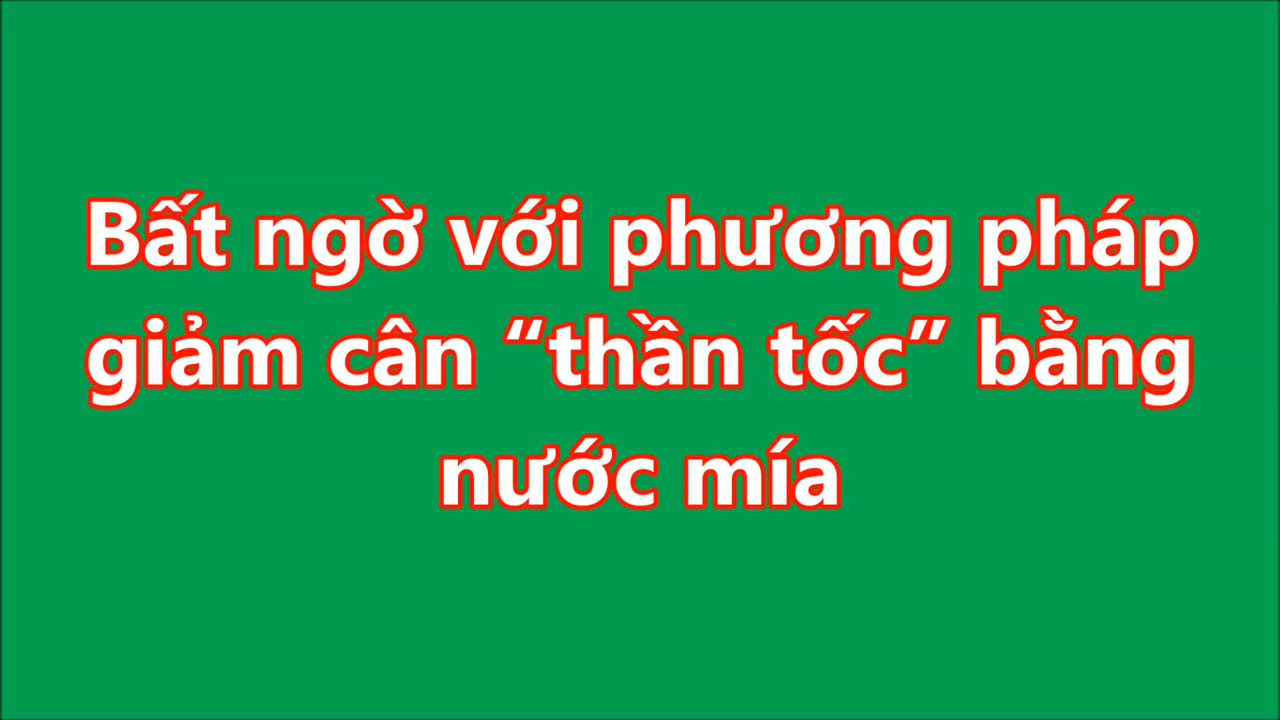 Bất ngờ với phương pháp
giảm cân “thần tốc” bằng
nước mía